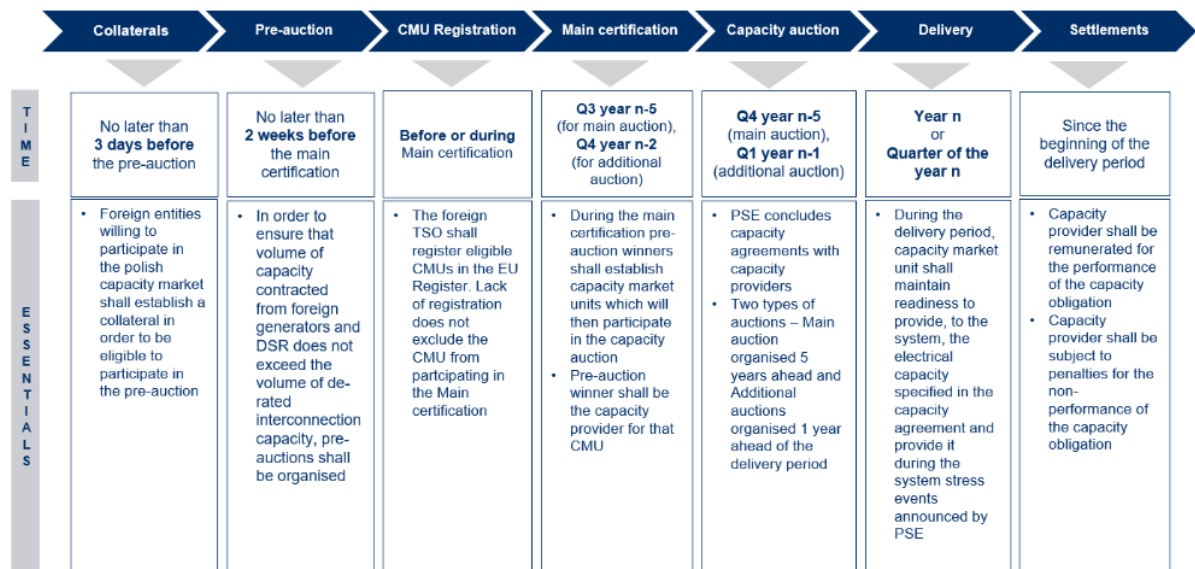 Collaterals
Pre-auction
CMU Registration
Main certification
Capacity auction
Delivery
Settlements
TIME
No later than
3 days before
the pre-auction
No later than
2 weeks before
the main
certification
Before or during
Main certification
Q3 year n-5
(for main auction),
Q4 year n-2
(for additional
auction)
Q4 year n-5
(main auction),
Q1 year n-1
(additional auction)
Year n
or
Quarter of the
year n
Since the
beginning of the
delivery period
ESSENTIALS
• Foreign entities
willing to
participate in
the polish
capacity market
shall establish a
collateral in
order to be
eligible to
participate in
the pre-auction
• In order to
ensure that
volume of
capacity
contracted
from foreign
generators and
DSR does not
exceed the
volume of de-
rated
interconnection
capacity, pre-
auctions shall
be organised
• The foreign
TSO shall
register eligible
CMUs in the EU
Register. Lack
of registration
does not
exclude the
CMU from
partcipating in
the Main
certification
• During the main
certification pre-
auction winners
shall establish
capacity market
units which will
then participate
in the capacity
auction
• Pre-auction
winner shall be
the capacity
provider for that
CMU
• PSE concludes
capacity
agreements with
capacity
providers
• Two types of
auctions – Main
auction
organised 5
years ahead and
Additional
auctions
organised 1 year
ahead of the
delivery period
• During the
delivery period,
capacity market
unit shall
maintain
readiness to
provide, to the
system, the
electrical
capacity
specified in the
capacity
agreement and
provide it
during the
system stress
events
announced by
PSE
• Capacity
provider shall be
remunerated for
the performance
of the capacity
obligation
• Capacity
provider shall be
subject to
penalties for the
non-
performance of
the capacity
obligation